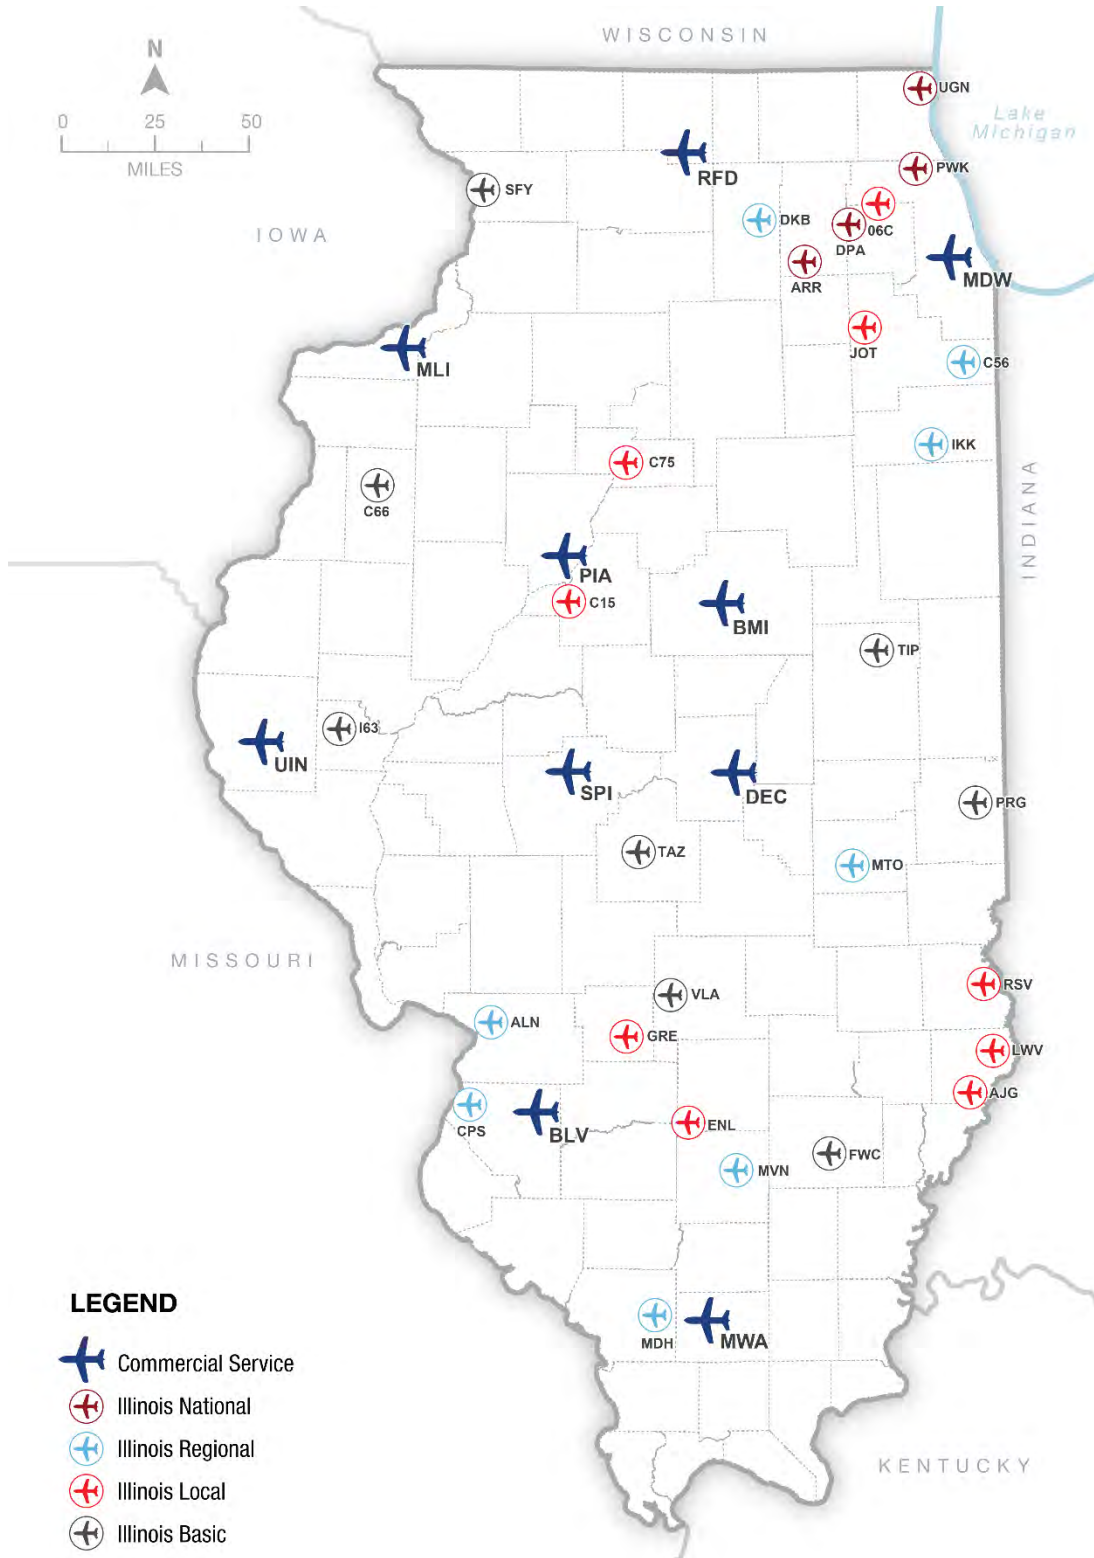 WISCONSIN
N
UGN
0 25 50
MILES
Lake
Michigan
RFD
PWK
SFY
DKB
06C
DPA
IOWA
ARR
MDW
JOT
MLI
C56
IKK
C75
C66
INDIANA
PIA
C15
BMI
TIP
I63
UIN
SPI
DEC
PRG
TAZ
MTO
MISSOURI
RSV
VLA
ALN
GRE
LWV
AJG
CPS
BLV
ENL
FWC
MVN
LEGEND
MDH
MWA
Commercial Service
Illinois National
Illinois Regional
KENTUCKY
Illinois Local
Illinois Basic